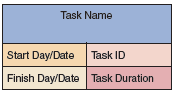 Task Name
Start Day/Date Task ID
Finish Day/Date Task Duration